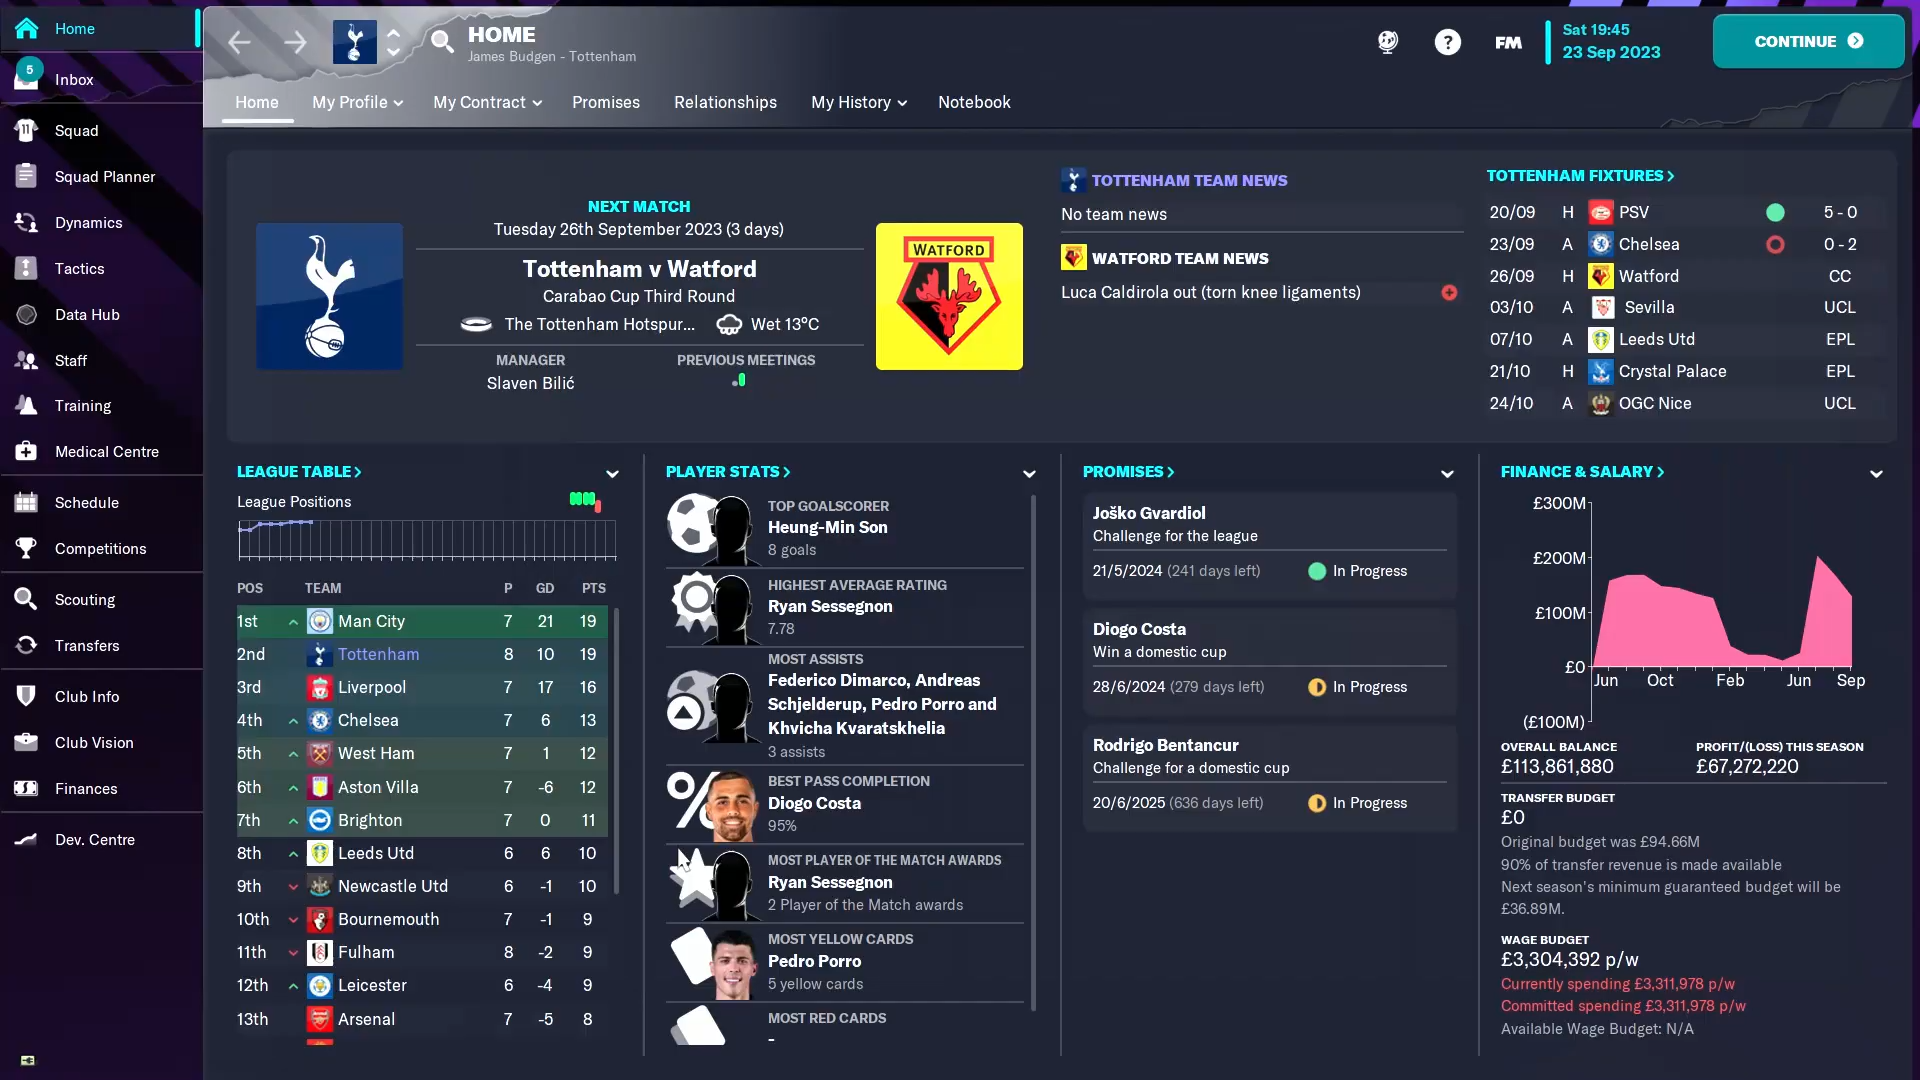 Home
5
Inbox
Squad
Squad Planner
Dynamics
Tactics
Data Hub
Staff
Training
Medical Centre
Schedule
Competitions
Scouting
Transfers
Club Info
Club Vision
Finances
Dev. Centre
HOME
James Budgen - Tottenham
?
FM
Sat 19:45
23 Sep 2023
CONTINUE
Home My Profile My Contract Promises Relationships My History Notebook
NEXT MATCH
Tuesday 26th September 2023 (3 days)
Tottenham v Watford
Carabao Cup Third Round
The Tottenham Hotspur... Wet 13°C
MANAGER PREVIOUS MEETINGS
Slaven Bilić
WATFORD
TOTTENHAM TEAM NEWS
No team news
WATFORD TEAM NEWS
Luca Caldirola out (torn knee ligaments)
TOTTENHAM FIXTURES >
20/09 H PSV 5 - 0
23/09 A Chelsea 0 - 2
26/09 H Watford CC
03/10 A Sevilla UCL
07/10 A Leeds Utd EPL
21/10 H Crystal Palace EPL
24/10 A OGC Nice UCL
LEAGUE TABLE >
League Positions
POS TEAM P GD PTS
1st Man City 7 21 19
2nd Tottenham 8 10 19
3rd Liverpool 7 17 16
4th Chelsea 7 6 13
5th West Ham 7 1 12
6th Aston Villa 7 -6 12
7th Brighton 7 0 11
8th Leeds Utd 6 6 10
9th Newcastle Utd 6 -1 10
10th Bournemouth 7 -1 9
11th Fulham 8 -2 9
12th Leicester 6 -4 9
13th Arsenal 7 -5 8
PLAYER STATS >
TOP GOALSCORER
Heung-Min Son
8 goals
HIGHEST AVERAGE RATING
Ryan Sessegnon
7.78
MOST ASSISTS
Federico Dimarco, Andreas
Schjelderup, Pedro Porro and
Khvicha Kvaratskhelia
3 assists
%
BEST PASS COMPLETION
Diogo Costa
95%
MOST PLAYER OF THE MATCH AWARDS
Ryan Sessegnon
2 Player of the Match awards
MOST YELLOW CARDS
Pedro Porro
5 yellow cards
MOST RED CARDS
-
PROMISES >
Joško Gvardiol
Challenge for the league
21/5/2024 (241 days left) In Progress
Diogo Costa
Win a domestic cup
28/6/2024 (279 days left) In Progress
Rodrigo Bentancur
Challenge for a domestic cup
20/6/2025 (636 days left) In Progress
FINANCE & SALARY >
£300M
£200M
£100M
£0
Jun Oct Feb Jun Sep
(£100M)
OVERALL BALANCE PROFIT/(LOSS) THIS SEASON
£113,861,880 £67,272,220
TRANSFER BUDGET
£0
Original budget was £94.66M
90% of transfer revenue is made available
Next season's minimum guaranteed budget will be
£36.89M.
WAGE BUDGET
£3,304,392 p/w
Currently spending £3,311,978 p/w
Committed spending £3,311,978 p/w
Available Wage Budget: N/A